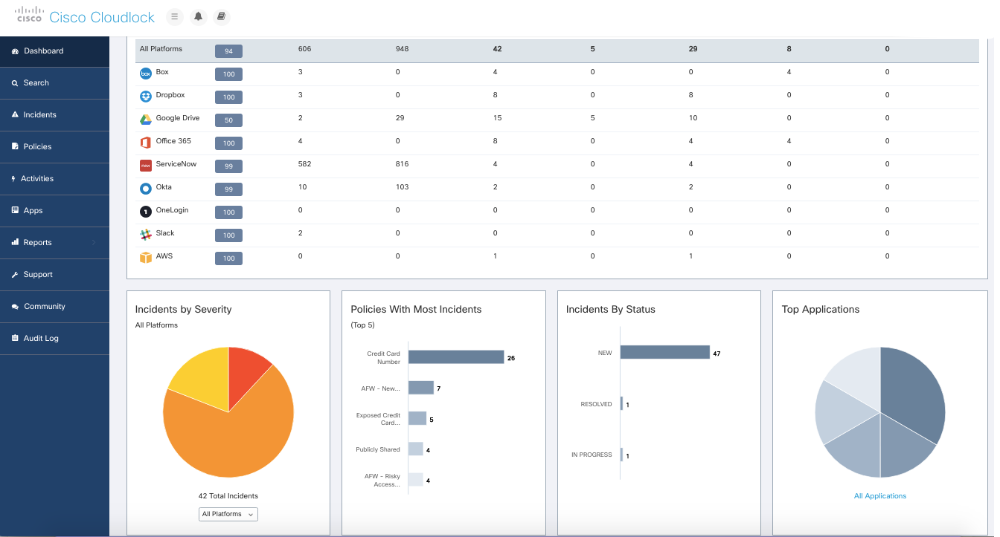 CISCO
Cisco Cloudlock
Dashboard
Search
Incidents
Policies
Activities
Apps
Reports
Support
Community
Audit Log
All Platforms 94 606 948 42 5 29 8 0
box Box 100 3 0 4 0 0 4 0
Dropbox 100 3 0 8 0 8 0 0
Google Drive 50 2 29 15 5 10 0 0
Office 365 100 4 0 8 0 4 4 0
now ServiceNow 99 582 816 4 0 4 0 0
Okta 99 10 103 2 0 2 0 0
1 OneLogin 100 0 0 0 0 0 0 0
Slack 100 2 0 0 0 0 0 0
AWS 100 0 0 1 0 1 0 0
Incidents by Severity
All Platforms
42 Total Incidents
All Platforms
Policies With Most Incidents
(Top 5)
Credit Card
Number
26
AFW - New...
7
Exposed Credit
Card...
5
Publicly Shared
4
AFW - Risky
Access...
4
Incidents By Status
NEW
47
RESOLVED
1
IN PROGRESS
1
Top Applications
All Applications